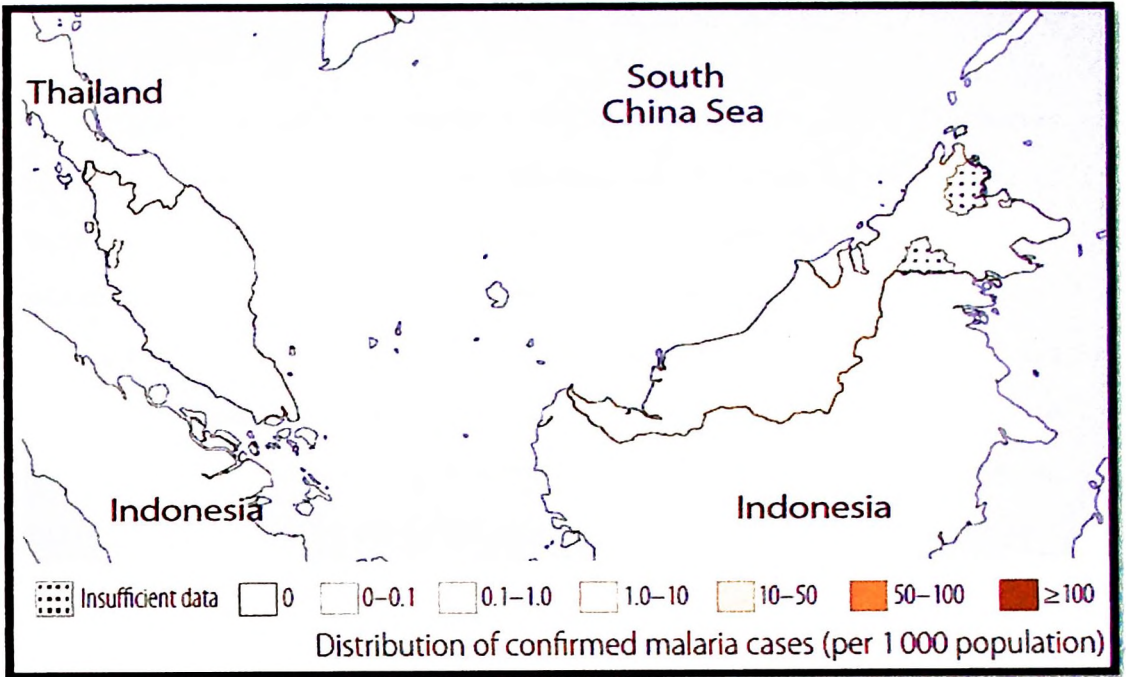 Thailand
South
China Sea
Indonesia
Indonesia
Insufficient data 0 0–0.1 0.1–1.0 1.0–10 10–50 50–100 ≥100
Distribution of confirmed malaria cases (per 1 000 population)